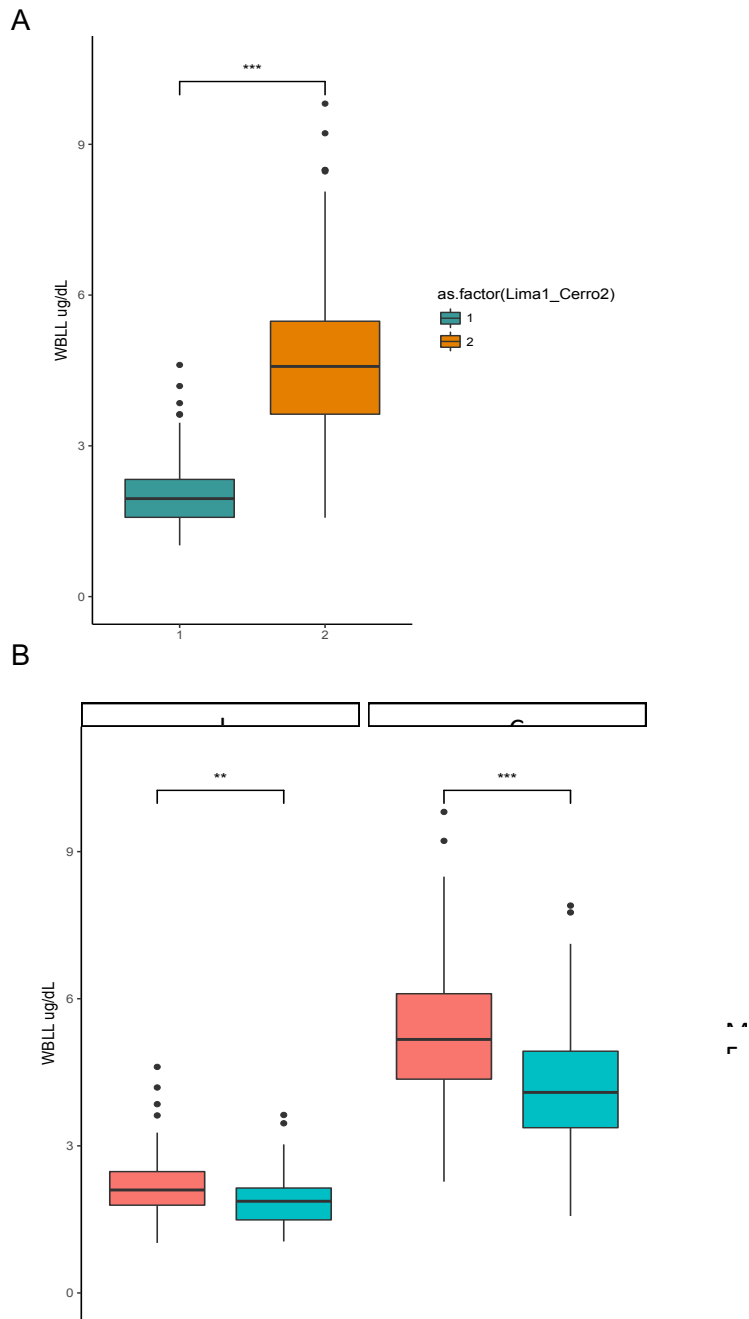 A
***
9
WBLL ug/dL
6
as.factor(Lima1_Cerro2)
1
2
3
0
1 2
B
** ***
9
6
WBLL ug/dL
3
0